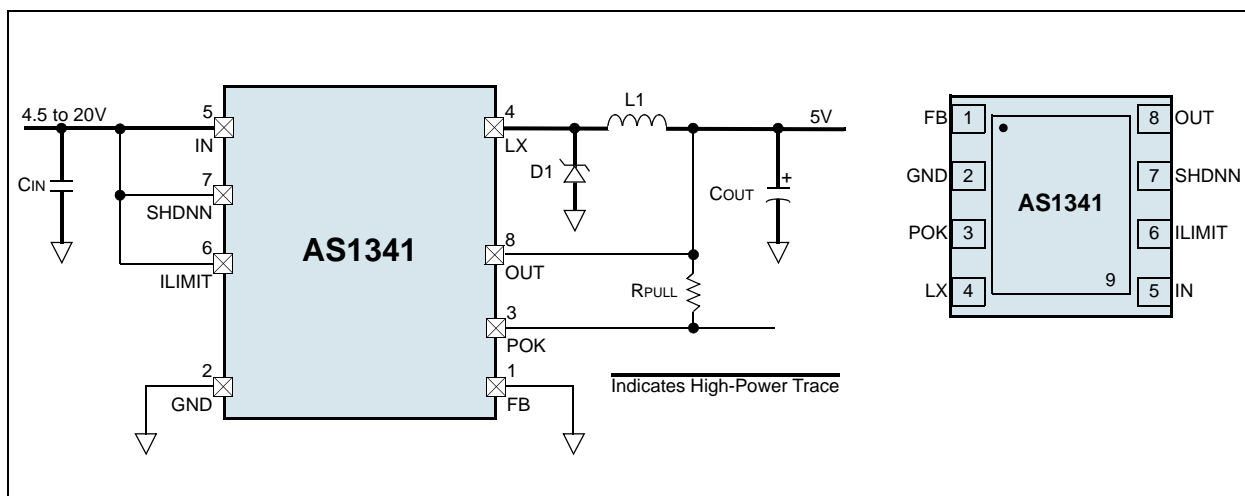 4.5 to 20V
5
IN
CIN
7
SHDNN
6
ILIMIT
2
GND
AS1341
4
LX
L1
5V
D1
COUT
+
8
OUT
RPULL
3
POK
1
FB
Indicates High-Power Trace
FB 1
GND 2
POK 3
LX 4
AS1341
9
8 OUT
7 SHDNN
6 ILIMIT
5 IN